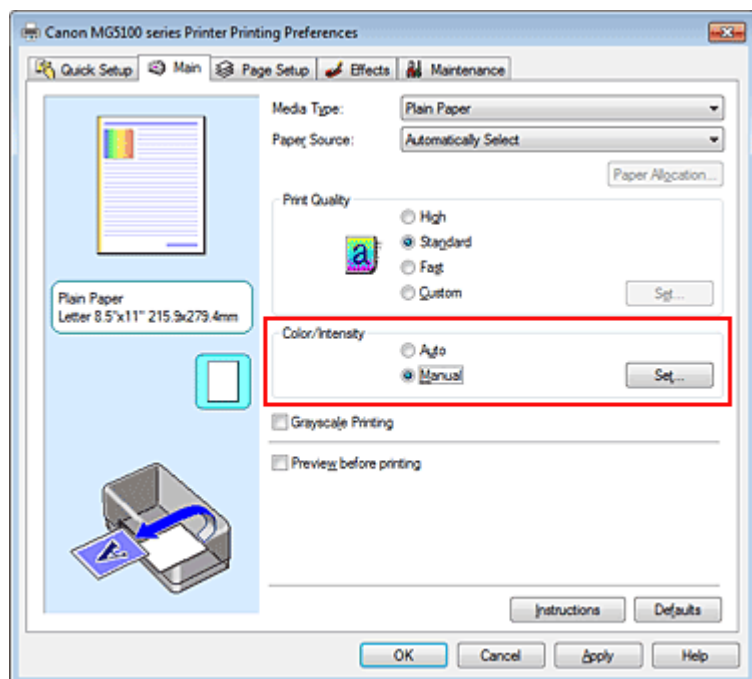 Canon MG5100 series Printer Printing Preferences
Quick Setup Main Page Setup Effects Maintenance
Media Type: Plain Paper
Paper Source: Automatically Select
Paper Allocation...
Print Quality
High
a Standard
Fast
Custom Set...
Plain Paper
Letter 8.5"x11" 215.9x279.4mm
Color/Intensity
Auto
Manual Set...
Grayscale Printing
Preview before printing
A
Instructions Defaults
OK Cancel Apply Help